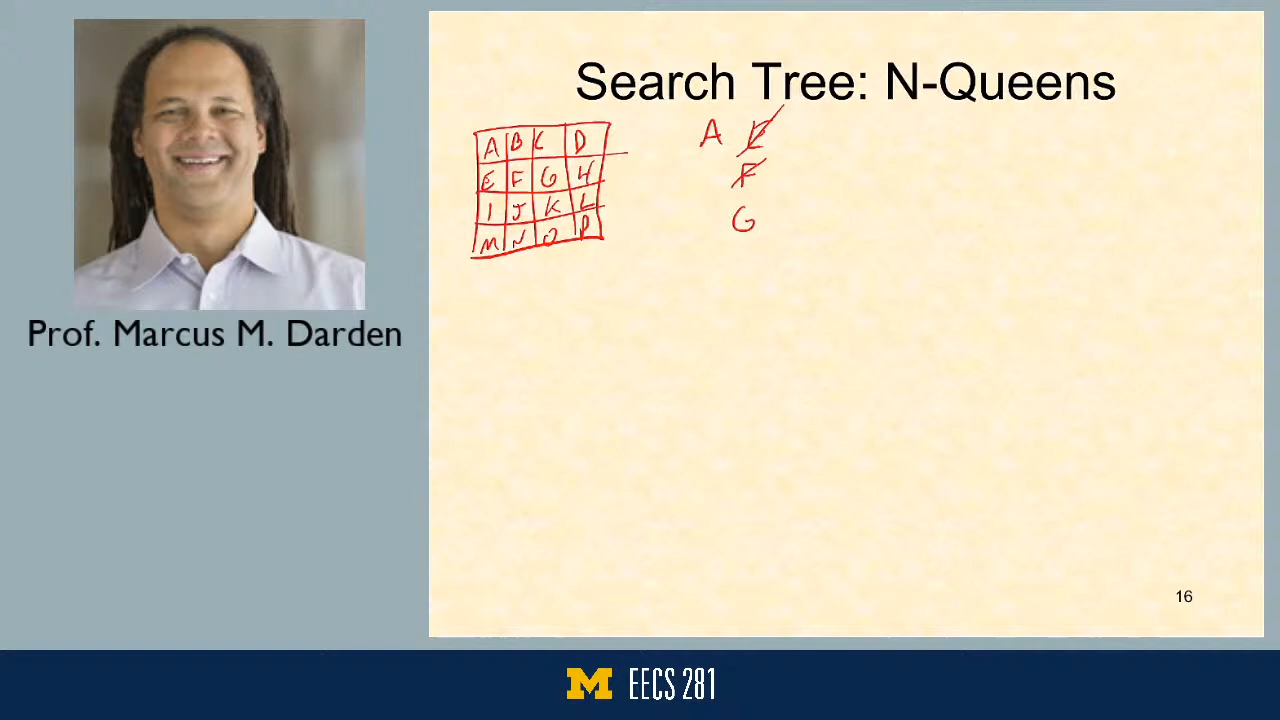 Search Tree: N-Queens
A B C D
E F G H
I J K L
M N O P
A E
F
G
Prof. Marcus M. Darden
16
M EECS 281